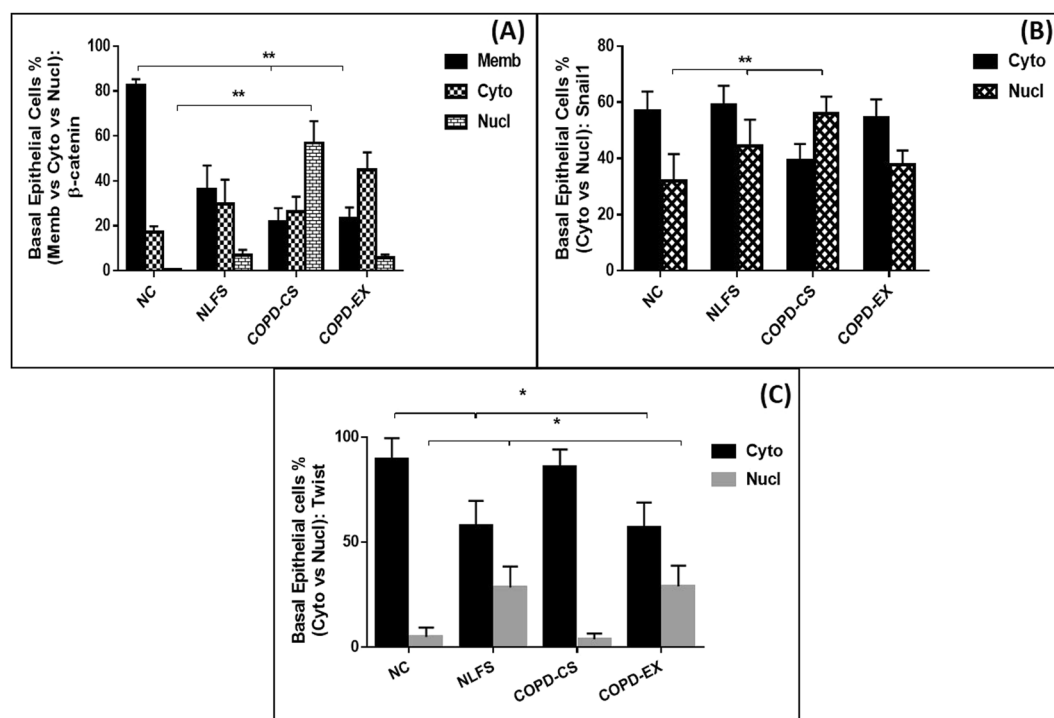 (A)
Basal Epithelial Cells %
(Memb vs Cyto vs Nucl):
β-catenin
100
80
60
40
20
0
**
**
Memb
Cyto
Nucl
NC
NLFS
COPD-CS
COPD-EX
(B)
Basal Epithelial Cells %
(Cyto vs Nucl): Snail1
80
60
40
20
0
**
Cyto
Nucl
NC
NLFS
COPD-CS
COPD-EX
(C)
Basal Epithelial cells %
(Cyto vs Nucl): Twist
100
50
0
*
*
Cyto
Nucl
NC
NLFS
COPD-CS
COPD-EX